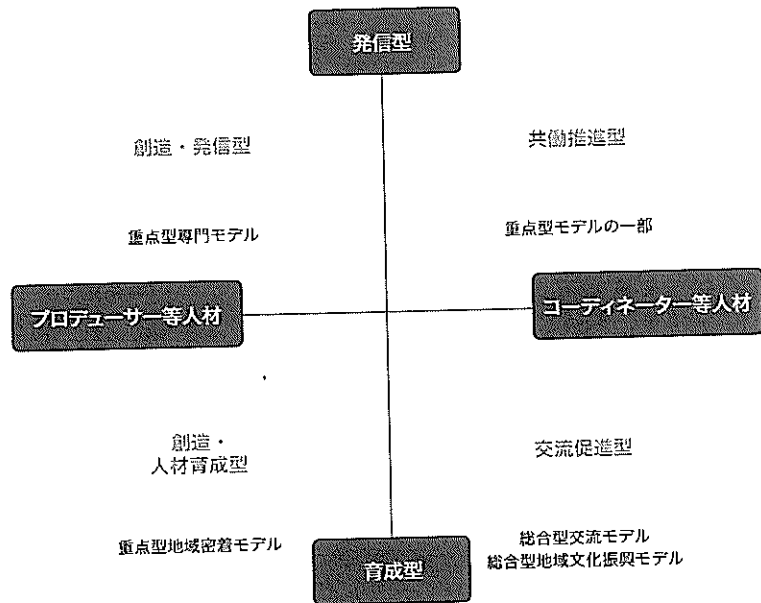 発信型
創造・発信型
共働推進型
重点型専門モデル
重点型モデルの一部
プロデューサー等人材
コーディネーター等人材
創造・
人材育成型
交流促進型
重点型地域密着モデル
育成型
総合型交流モデル
総合型地域文化振興モデル